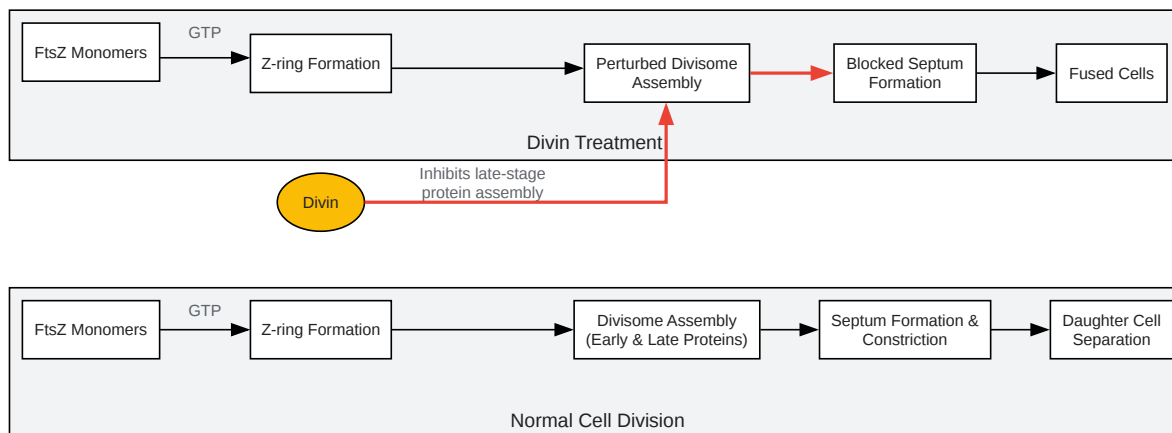 GTP
FtsZ Monomers
Z-ring Formation
Perturbed Divisome
Assembly
Blocked Septum
Formation
Fused Cells
Divin Treatment
Inhibits late-stage
protein assembly
Divin
GTP
FtsZ Monomers
Z-ring Formation
Divisome Assembly
(Early & Late Proteins)
Septum Formation &
Constriction
Daughter Cell
Separation
Normal Cell Division